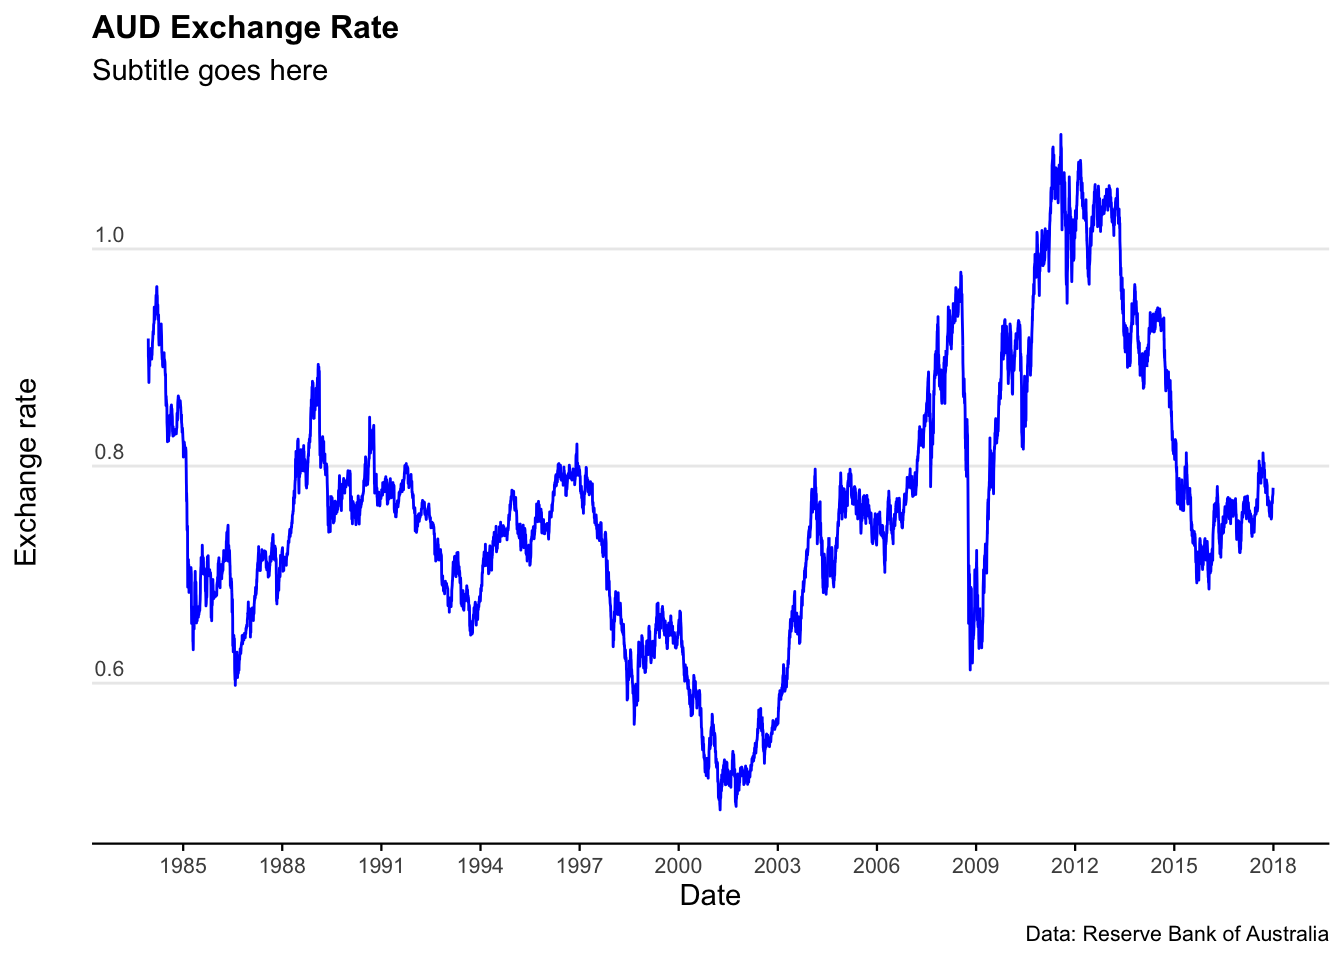 AUD Exchange Rate
Subtitle goes here
Exchange rate
1.0
0.8
0.6
1985 1988 1991 1994 1997 2000 2003 2006 2009 2012 2015 2018
Date
Data: Reserve Bank of Australia